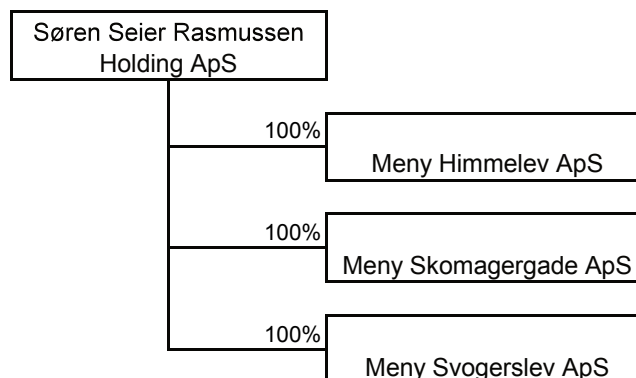 Søren Seier Rasmussen
Holding ApS
100%
Meny Himmelev ApS
100%
Meny Skomagergade ApS
100%
Meny Svogerslev ApS